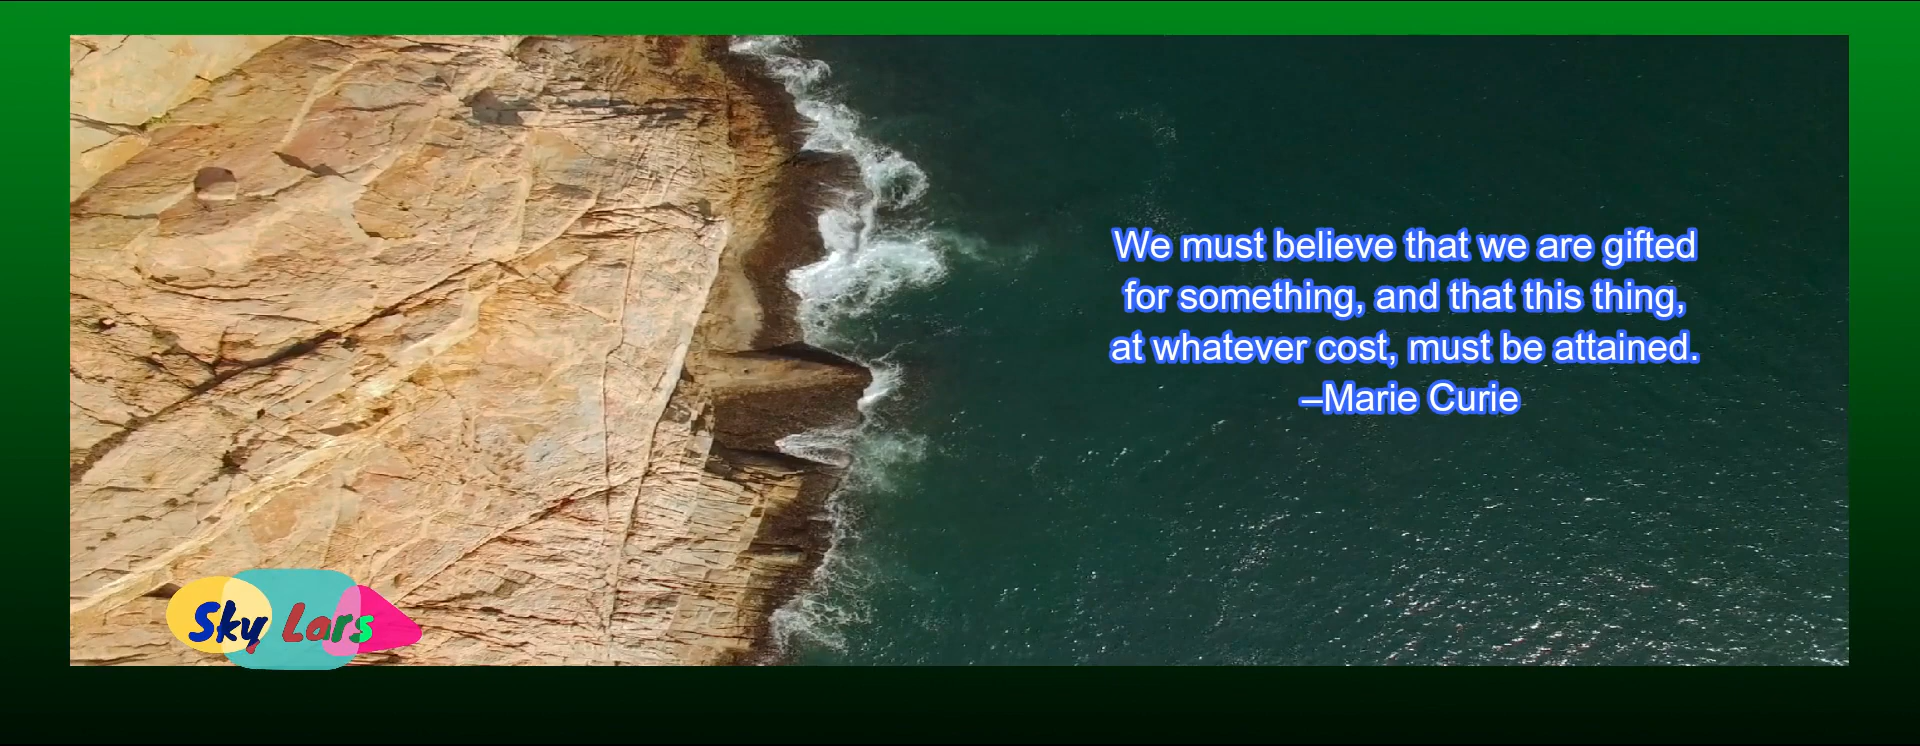 We must believe that we are gifted
for something, and that this thing,
at whatever cost, must be attained.
–Marie Curie
Sky Lars